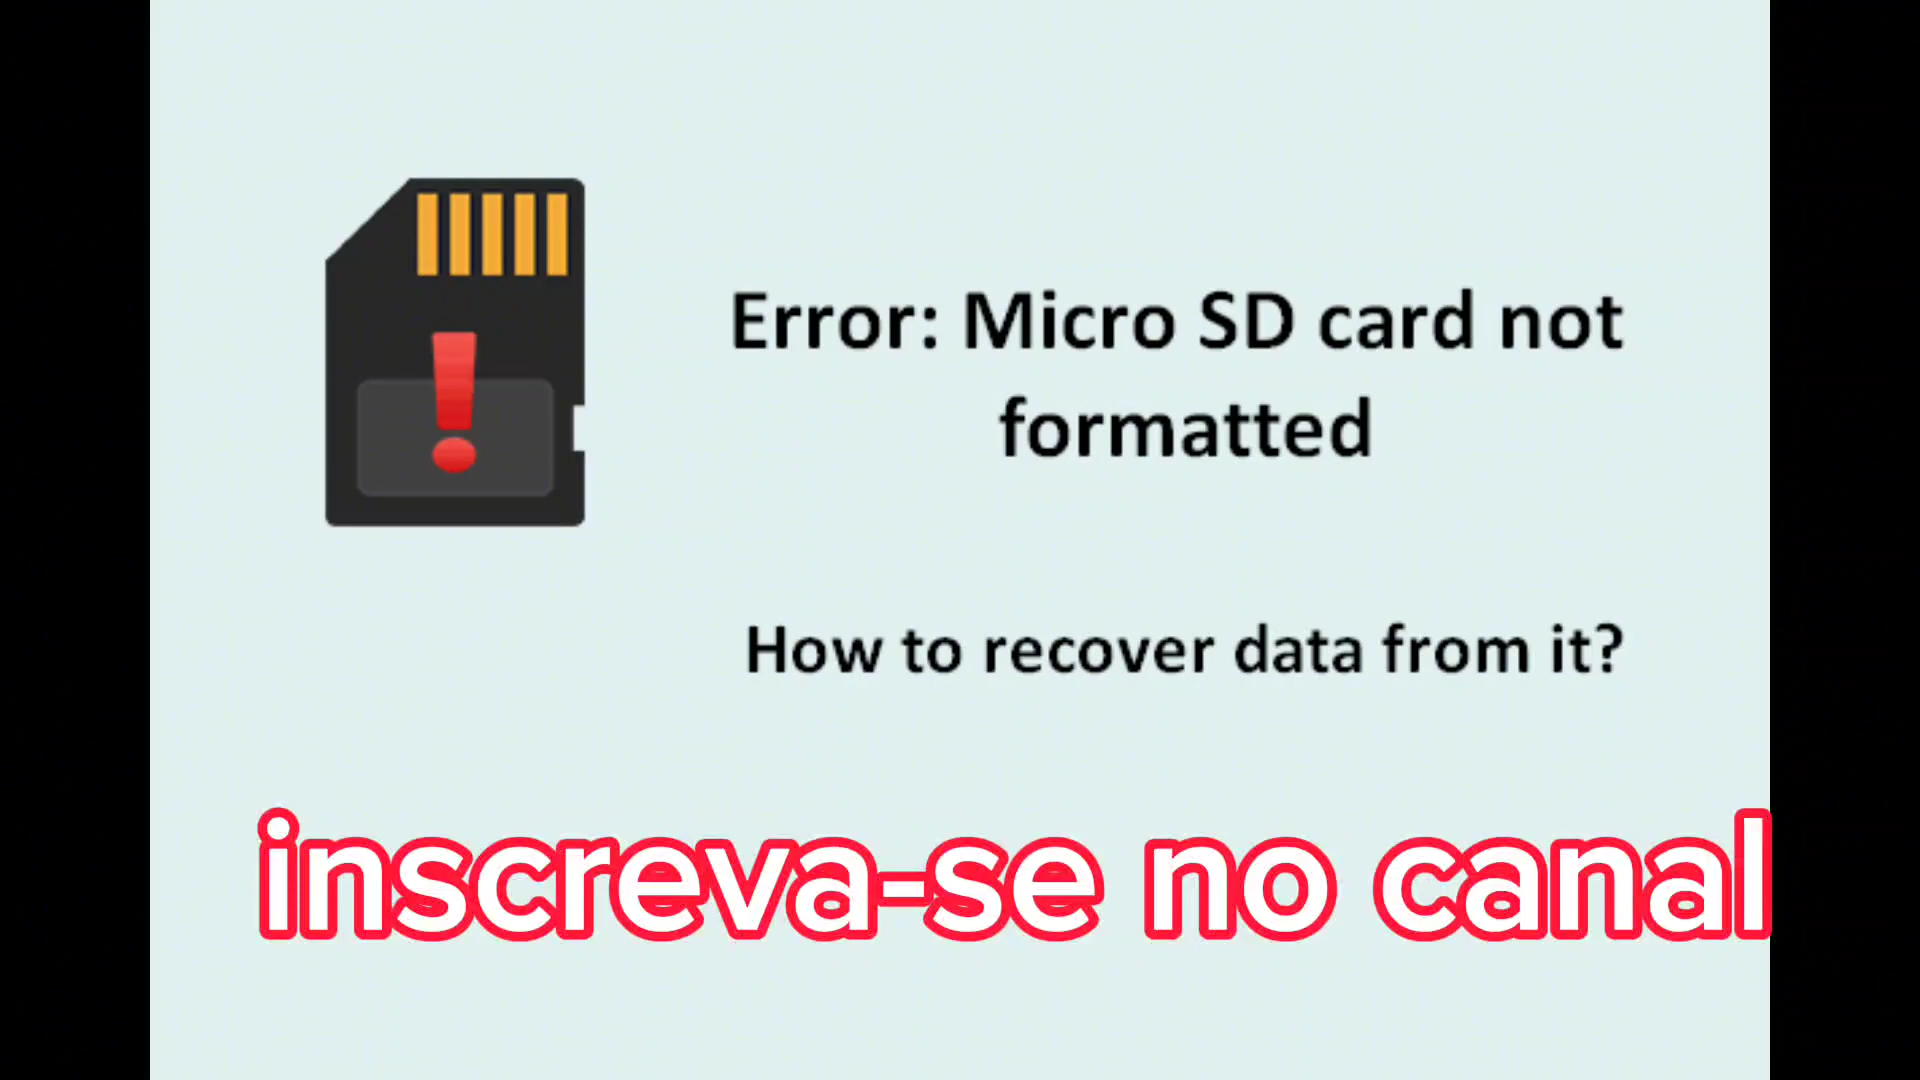 Error: Micro SD card not
formatted
How to recover data from it?
inscreva-se no canal